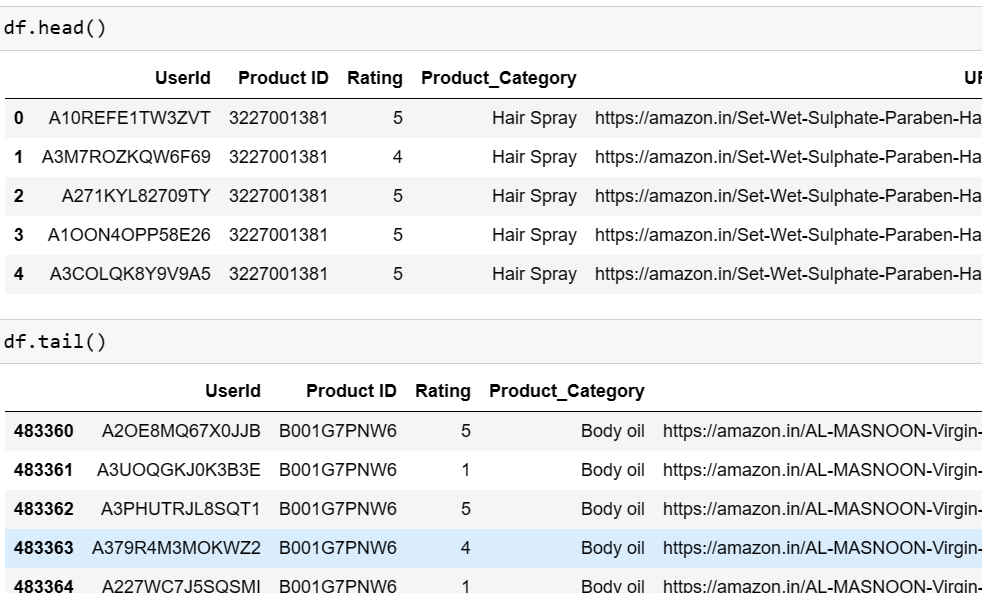 df.head()
UserId Product ID Rating Product_Category
0 A10REFE1TW3ZVT 3227001381 5 Hair Spray https://amazon.in/Set-Wet-Sulphate-Paraben-Ha
1 A3M7ROZKQW6F69 3227001381 4 Hair Spray https://amazon.in/Set-Wet-Sulphate-Paraben-Ha
2 A271KYL82709TY 3227001381 5 Hair Spray https://amazon.in/Set-Wet-Sulphate-Paraben-Ha
3 A1OON4OPP58E26 3227001381 5 Hair Spray https://amazon.in/Set-Wet-Sulphate-Paraben-Ha
4 A3COLQK8Y9V9A5 3227001381 5 Hair Spray https://amazon.in/Set-Wet-Sulphate-Paraben-Ha
df.tail()
UserId Product ID Rating Product_Category
483360 A2OE8MQ67X0JJB B001G7PNW6 5 Body oil https://amazon.in/AL-MASNOON-Virgin-
483361 A3UOQGKJ0K3B3E B001G7PNW6 1 Body oil https://amazon.in/AL-MASNOON-Virgin-
483362 A3PHUTRJL8SQT1 B001G7PNW6 5 Body oil https://amazon.in/AL-MASNOON-Virgin-
483363 A379R4M3MOKWZ2 B001G7PNW6 4 Body oil https://amazon.in/AL-MASNOON-Virgin-
483364 A227WC7J5SQSMI B001G7PNW6 1 Body oil https://amazon.in/AL-MASNOON-Virgin-